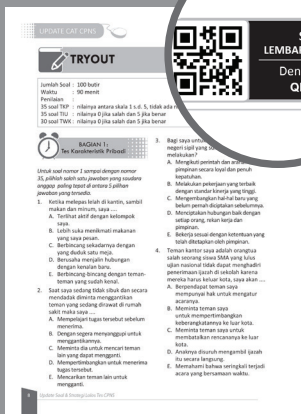 UPDATE CAT CPNS
TRYOUT
LEMBA
Den
Jumlah Soal : 100 butir
Waktu : 90 menit
Penilaian :
35 soal TKP : nilainya antara skala 1 s.d. 5, tidak ada
35 soal TIU : nilainya 0 jika salah dan 5 jika benar
30 soal TWK : nilainya 0 jika salah dan 5 jika benar
BAGIAN 1:
Tes Karakteristik Pribadi
Untuk soal nomor 1 sampai dengan nomor
35, pilihlah salah satu jawaban yang saudara
anggap paling tepat di antara 5 pilihan
jawaban yang tersedia.
1. Ketika melepas lelah di kantin, sambil
makan dan minum, saya ....
A. Terlihat aktif dengan kelompok
saya.
B. Lebih suka menikmati makanan
yang saya pesan.
C. Berbincang sekadarnya dengan
yang duduk satu meja.
D. Berusaha menjalin hubungan
dengan kenalan baru.
E. Berbincang-bincang dengan teman-
teman yang sudah kenal.
2. Saat saya sedang tidak sibuk dan secara
mendadak diminta menggantikan
teman yang sedang dirawat di rumah
sakit maka saya ....
A. Mempelajari tugas tersebut sebelum
menerima.
B. Dengan segera menyanggupi untuk
menggantikannya.
C. Meminta dia untuk mencari teman
lain yang dapat mengganti.
D. Mempertimbangkan untuk menerima
tugas tersebut.
E. Mencarikan teman lain untuk
mengganti.
3. Bagi saya untuk
negeri sipil yang
melakukan?
A. Mengikuti perintah dan
pimpinan secara loyal dan penuh
kepatuhan.
B. Melakukan pekerjaan yang terbaik
dengan standar kinerja yang tinggi.
C. Mengembangkan hal-hal baru yang
belum pernah diciptakan sebelumnya.
D. Menciptakan hubungan baik dengan
setiap orang, rekan kerja dan
pimpinan.
E. Bekerja sesuai dengan ketentuan yang
telah ditetapkan oleh pimpinan.
4. Teman kantor saya adalah orangtua
salah seorang siswa SMA yang lulus
ujian nasional tidak dapat menghadiri
penerimaan ijazah di sekolah karena
mereka harus keluar kota, saya akan ....
A. Berpendapat teman saya
mempunyai hak untuk mengatur
acaranya.
B. Meminta teman saya
untuk mempertimbangkan
keberangkatannya ke luar kota.
C. Meminta teman saya untuk
membatalkan rencananya ke luar
kota.
D. Anaknya disuruh mengambil ijazah
itu secara langsung.
E. Memahami bahwa seringkali terjadi
acara yang bersamaan waktu.
Update Soal & Strategi Lolos Tes CPNS